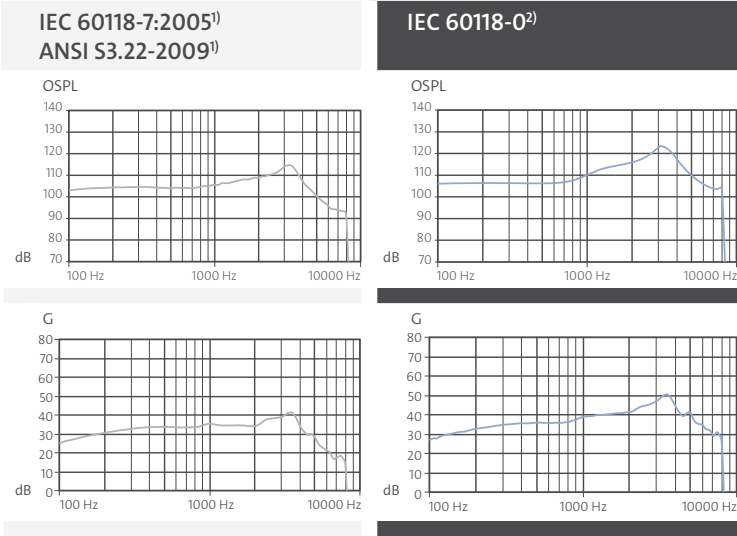 IEC 60118-7:2005¹⁾
ANSI S3.22-2009¹⁾
IEC 60118-0²⁾
OSPL
140
130
120
110
100
90
80
70
dB
100 Hz
1000 Hz
10000 Hz
OSPL
140
130
120
110
100
90
80
70
dB
100 Hz
1000 Hz
10000 Hz
G
80
70
60
50
40
30
20
10
0
dB
100 Hz
1000 Hz
10000 Hz
G
80
70
60
50
40
30
20
10
0
dB
100 Hz
1000 Hz
10000 Hz